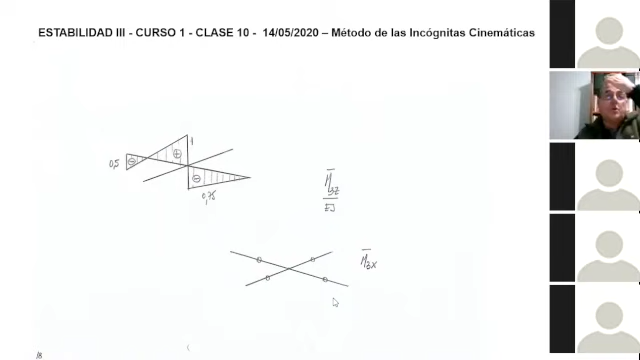 ESTABILIDAD III - CURSO 1 - CLASE 10 - 14/05/2020 – Método de las Incógnitas Cinemáticas
1
0,5
0,75
M̅3Z
EJ
M̅3X